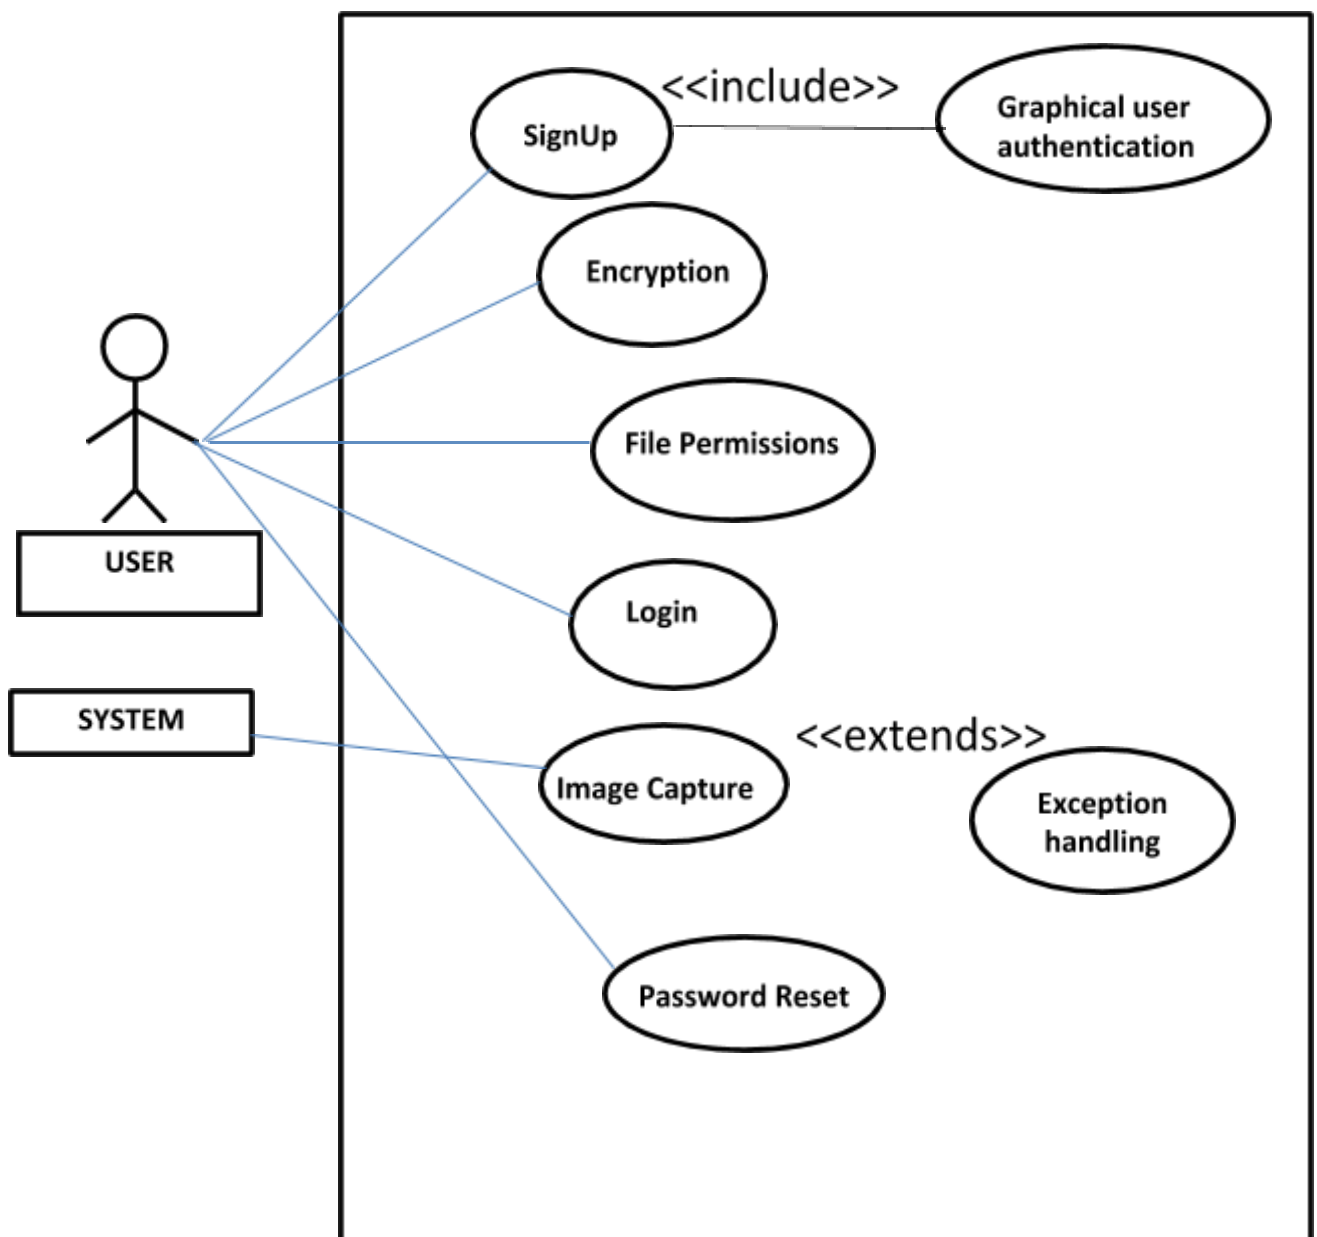 <<include>>
Graphical user
authentication
SignUp
Encryption
File Permissions
USER
Login
SYSTEM
<<extends>>
Image Capture
Exception
handling
Password Reset